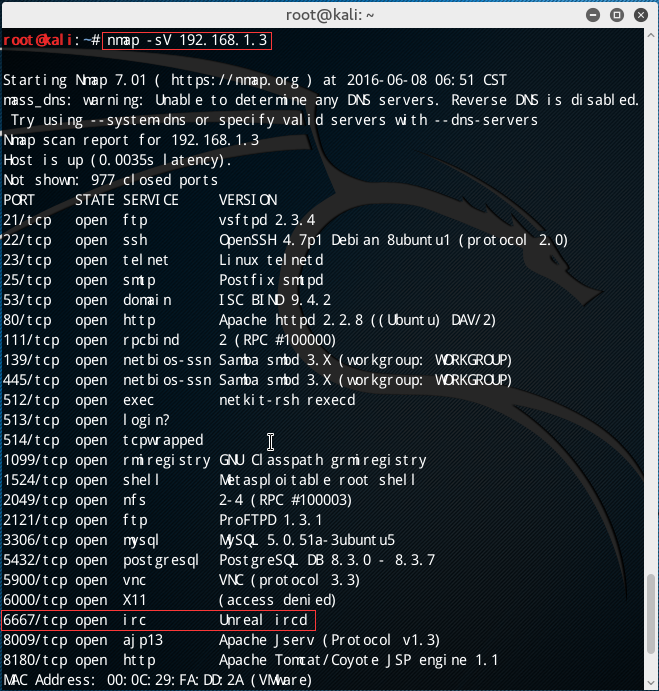 root@kali: ~
root@kali:~# nmap -sV 192.168.1.3
Starting Nmap 7.01 ( https://nmap.org ) at 2016-06-08 06:51 CST
mass_dns: warning: Unable to determine any DNS servers. Reverse DNS is disabled.
Try using --system-dns or specify valid servers with --dns-servers
Nmap scan report for 192.168.1.3
Host is up (0.0035s latency).
Not shown: 977 closed ports
PORT     STATE SERVICE     VERSION
21/tcp   open  ftp         vsftpd 2.3.4
22/tcp   open  ssh         OpenSSH 4.7p1 Debian 8ubuntu1 (protocol 2.0)
23/tcp   open  telnet      Linux telnetd
25/tcp   open  smtp        Postfix smtpd
53/tcp   open  domain      ISC BIND 9.4.2
80/tcp   open  http        Apache httpd 2.2.8 ((Ubuntu) DAV/2)
111/tcp  open  rpcbind     2 (RPC #100000)
139/tcp  open  netbios-ssn Samba smbd 3.X (workgroup: WORKGROUP)
445/tcp  open  netbios-ssn Samba smbd 3.X (workgroup: WORKGROUP)
512/tcp  open  exec        netkit-rsh rexecd
513/tcp  open  login?
514/tcp  open  tcpwrapped
1099/tcp open  rmiregistry GNU Classpath grmiregistry
1524/tcp open  shell       Metasploitable root shell
2049/tcp open  nfs         2-4 (RPC #100003)
2121/tcp open  ftp         ProFTPD 1.3.1
3306/tcp open  mysql       MySQL 5.0.51a-3ubuntu5
5432/tcp open  postgresql  PostgreSQL DB 8.3.0 - 8.3.7
5900/tcp open  vnc         VNC (protocol 3.3)
6000/tcp open  X11         (access denied)
6667/tcp open  irc         Unreal ircd
8009/tcp open  ajp13       Apache Jserv (Protocol v1.3)
8180/tcp open  http        Apache Tomcat/Coyote JSP engine 1.1
MAC Address: 00:0C:29:FA:DD:2A (VMware)